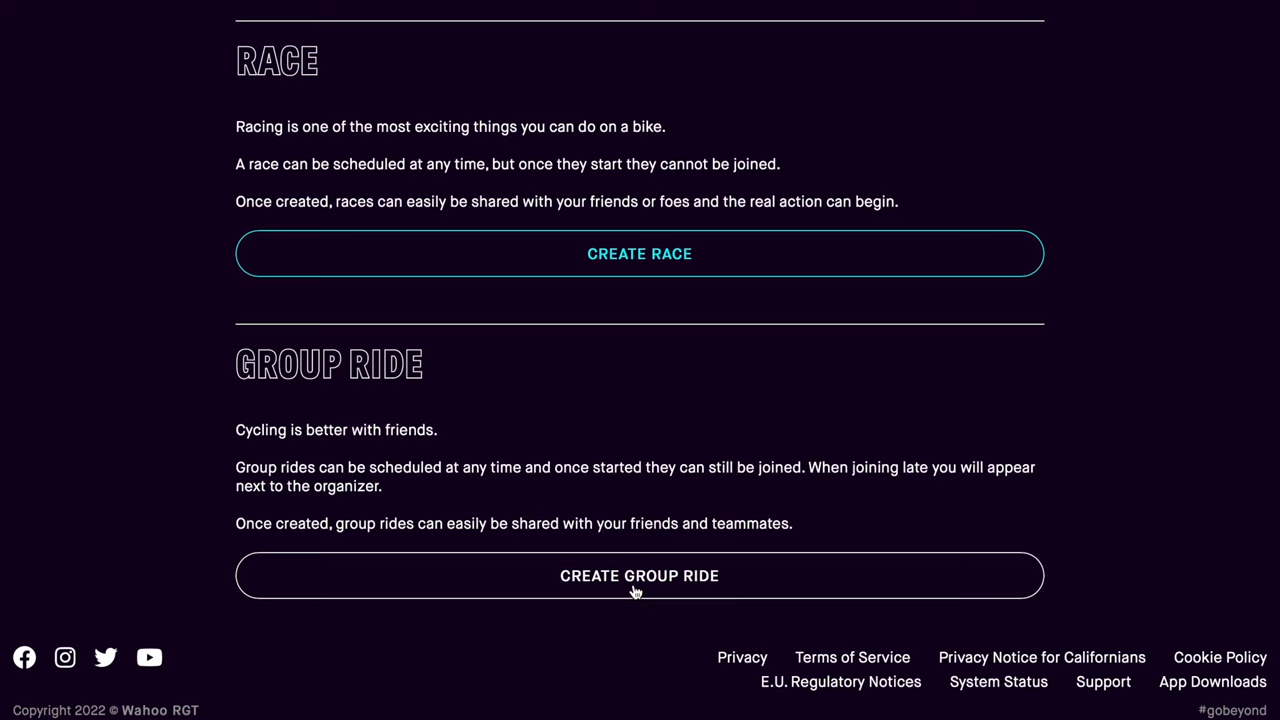 RACE
Racing is one of the most exciting things you can do on a bike.
A race can be scheduled at any time, but once they start they cannot be joined.
Once created, races can easily be shared with your friends or foes and the real action can begin.
CREATE RACE
GROUP RIDE
Cycling is better with friends.
Group rides can be scheduled at any time and once started they can still be joined. When joining late you will appear
next to the organizer.
Once created, group rides can easily be shared with your friends and teammates.
CREATE GROUP RIDE
Privacy Terms of Service Privacy Notice for Californians Cookie Policy
E.U. Regulatory Notices System Status Support App Downloads
Copyright 2022 © Wahoo RGT #gobeyond